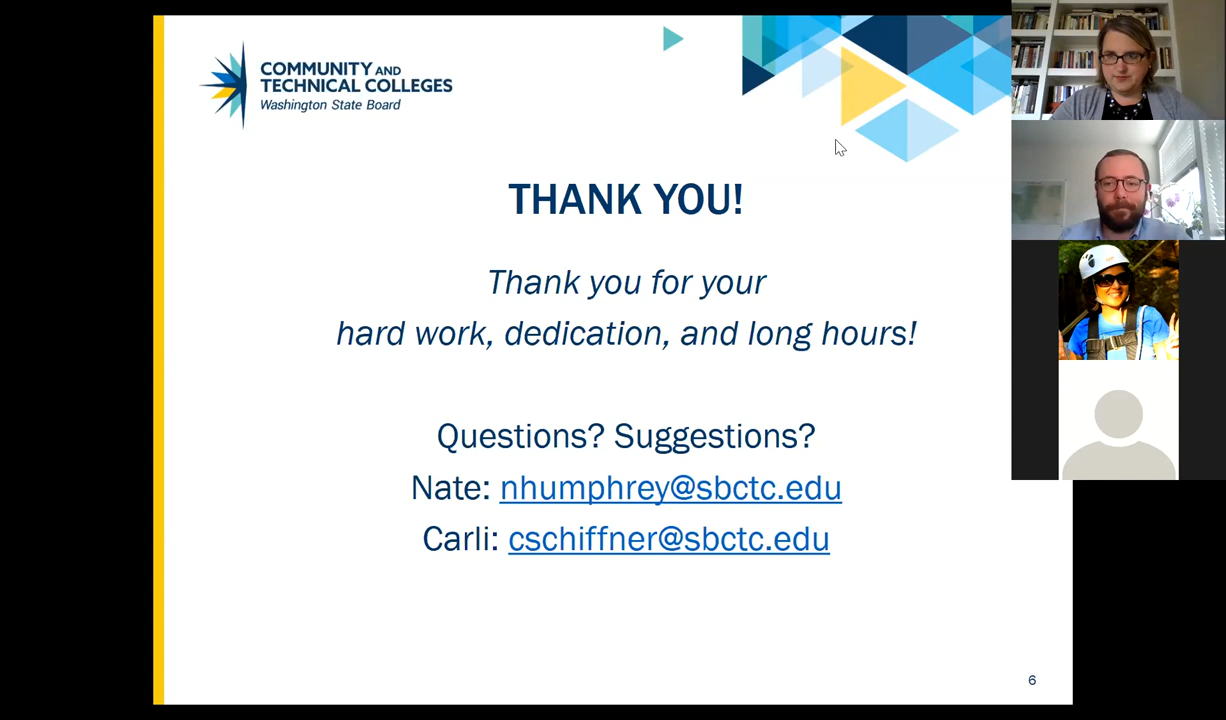 COMMUNITY AND
TECHNICAL COLLEGES
Washington State Board
THANK YOU!
Thank you for your
hard work, dedication, and long hours!
Questions? Suggestions?
Nate: nhumphrey@sbctc.edu
Carli: cschiffner@sbctc.edu
6